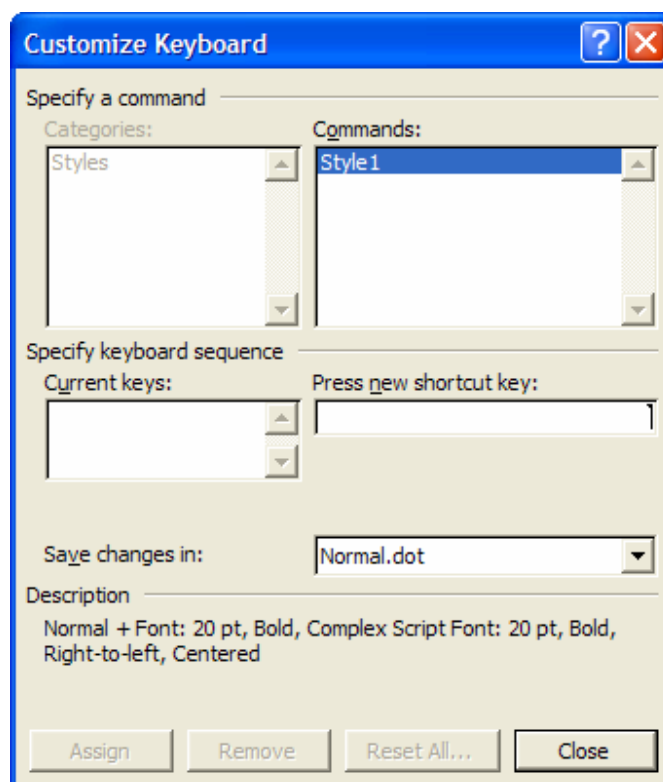 Customize Keyboard
Specify a command
Categories:
Commands:
Styles
Style1
Specify keyboard sequence
Current keys:
Press new shortcut key:
Save changes in:
Normal.dot
Description
Normal + Font: 20 pt, Bold, Complex Script Font: 20 pt, Bold,
Right-to-left, Centered
Assign
Remove
Reset All...
Close